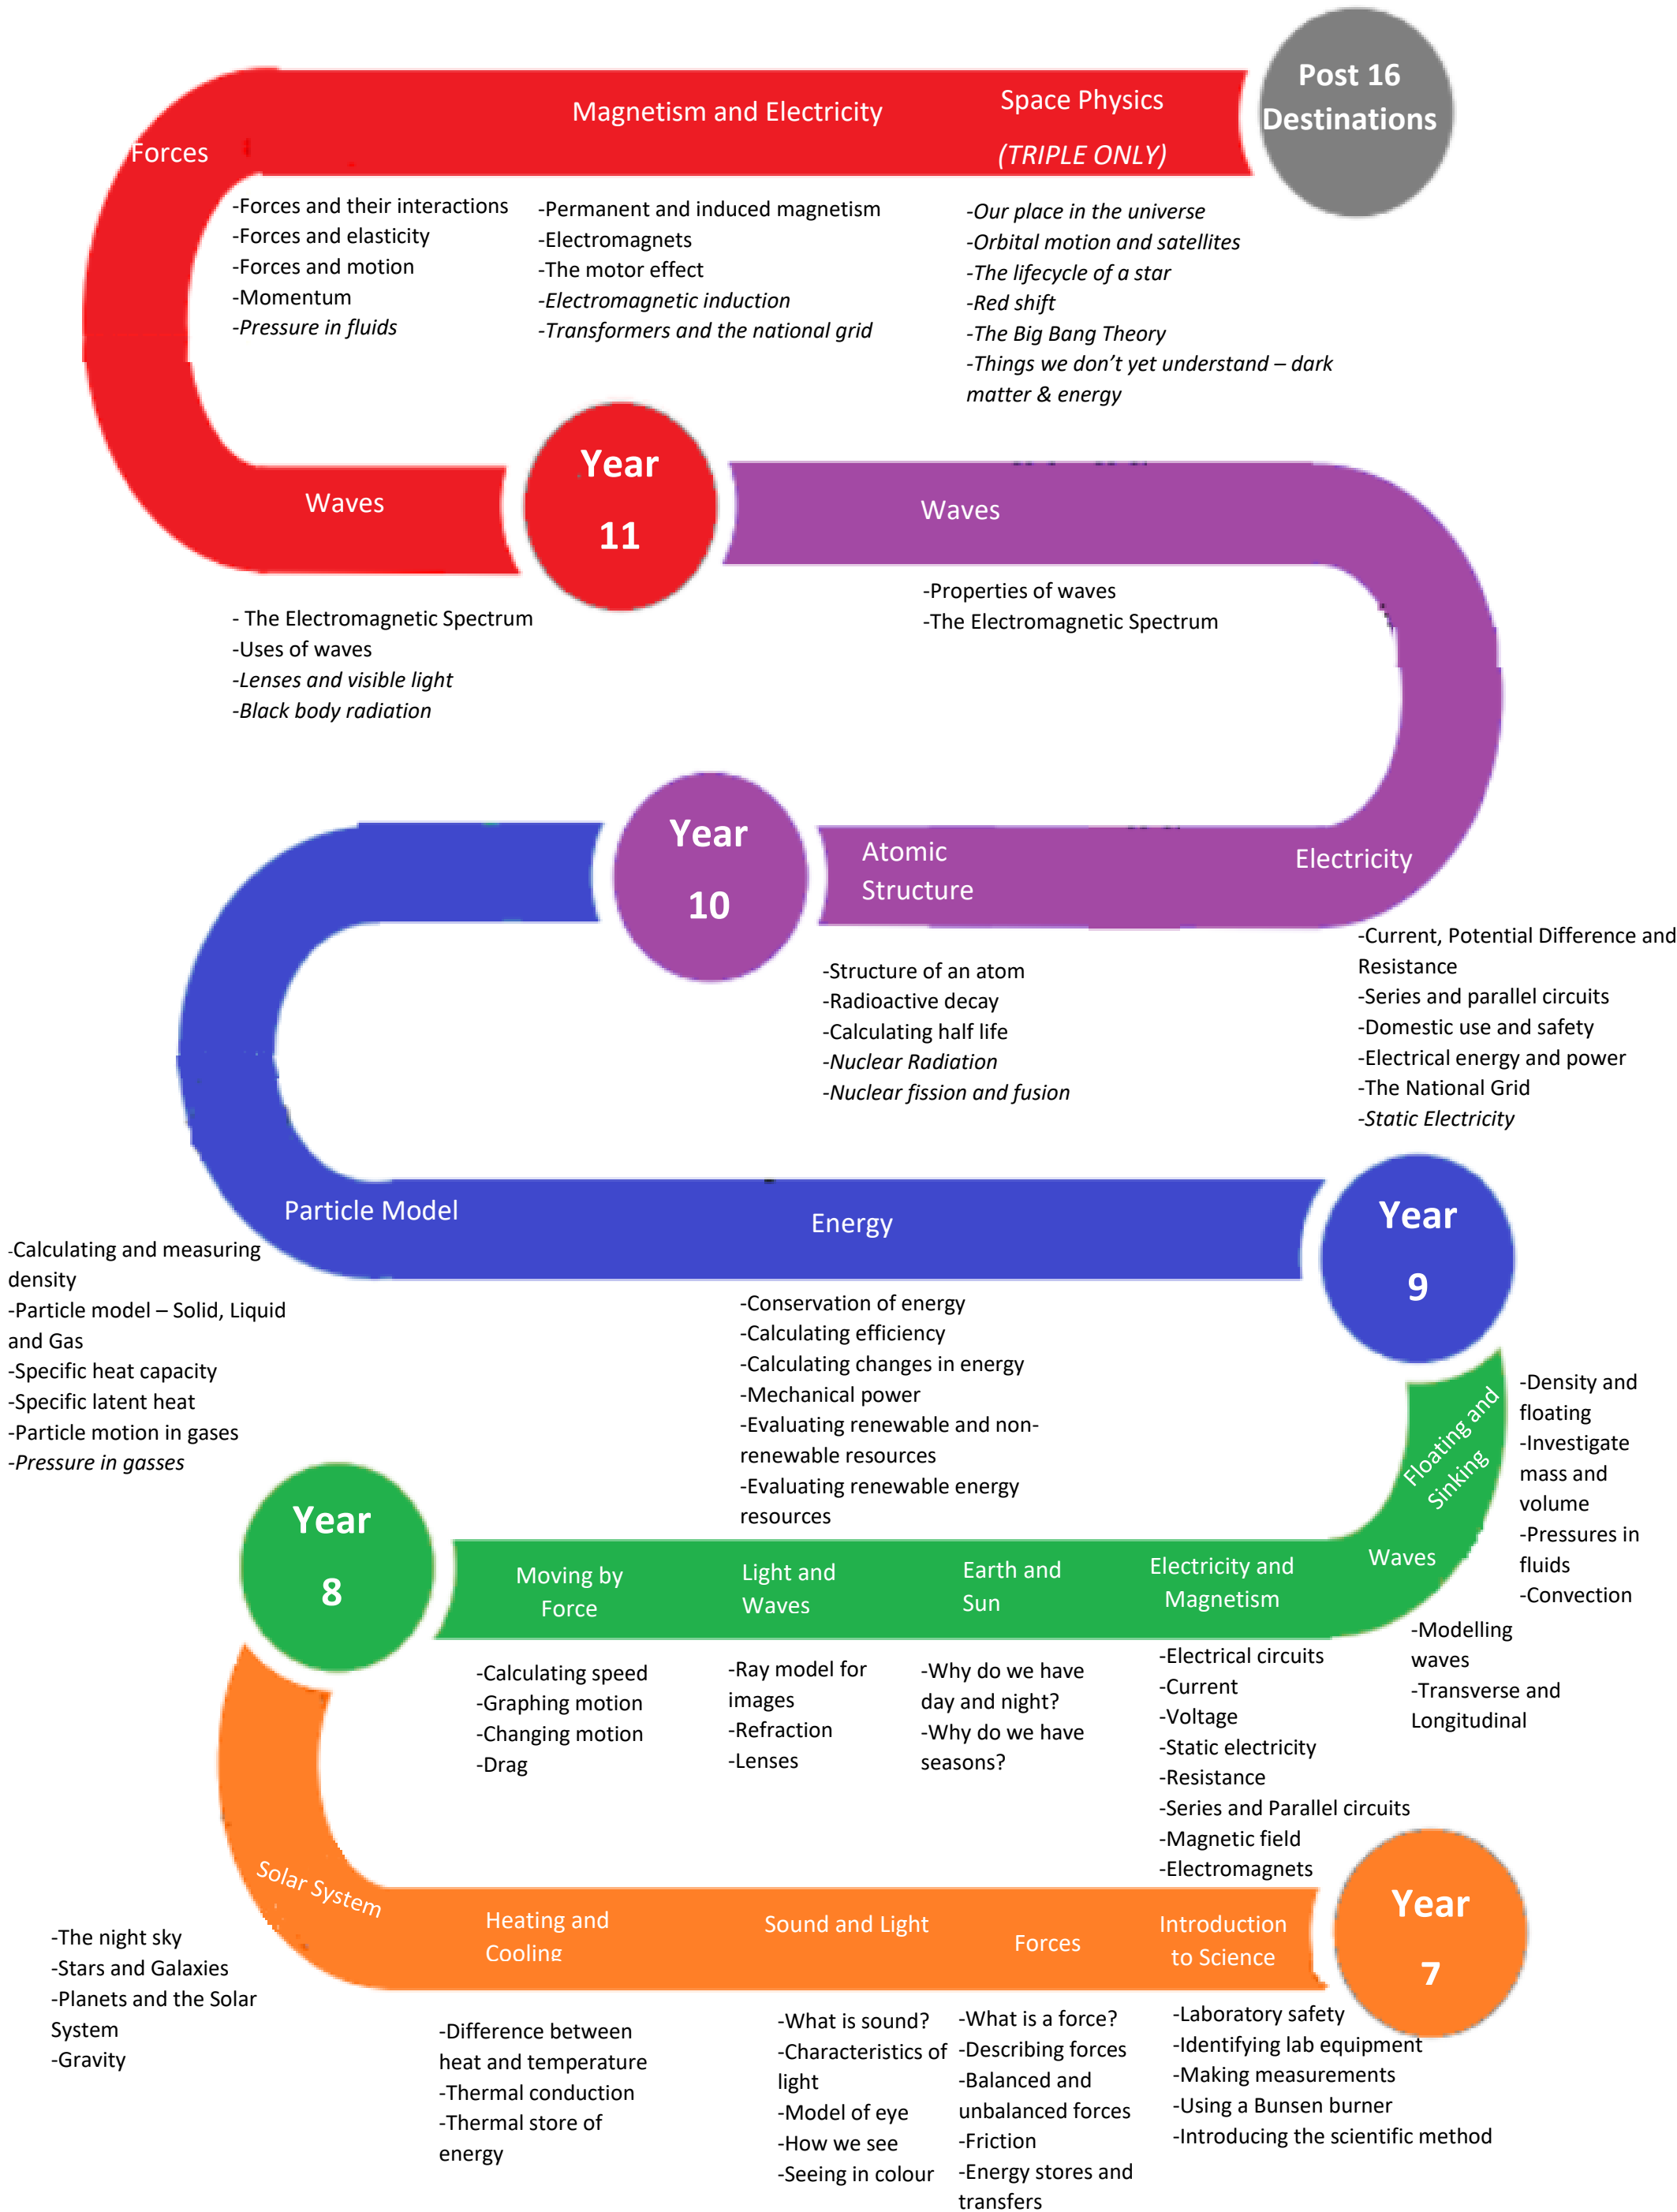 Post 16
Destinations
Forces
Magnetism and Electricity
Space Physics
(TRIPLE ONLY)
-Forces and their interactions
-Forces and elasticity
-Forces and motion
-Momentum
-Pressure in fluids
-Permanent and induced magnetism
-Electromagnets
-The motor effect
-Electromagnetic induction
-Transformers and the national grid
-Our place in the universe
-Orbital motion and satellites
-The lifecycle of a star
-Red shift
-The Big Bang Theory
-Things we don’t yet understand – dark
matter & energy
Waves
Year
11
Waves
- The Electromagnetic Spectrum
-Uses of waves
-Lenses and visible light
-Black body radiation
-Properties of waves
-The Electromagnetic Spectrum
Year
10
Atomic
Structure
Electricity
-Structure of an atom
-Radioactive decay
-Calculating half life
-Nuclear Radiation
-Nuclear fission and fusion
-Current, Potential Difference and
Resistance
-Series and parallel circuits
-Domestic use and safety
-Electrical energy and power
-The National Grid
-Static Electricity
Particle Model
Energy
Year
9
-Calculating and measuring
density
-Particle model – Solid, Liquid
and Gas
-Specific heat capacity
-Specific latent heat
-Particle motion in gases
-Pressure in gasses
-Conservation of energy
-Calculating efficiency
-Calculating changes in energy
-Mechanical power
-Evaluating renewable and non-
renewable resources
-Evaluating renewable energy
resources
Floating and
Sinking
-Density and
floating
-Investigate
mass and
volume
-Pressures in
fluids
-Convection
Year
8
Moving by
Force
Light and
Waves
Earth and
Sun
Electricity and
Magnetism
Waves
-Calculating speed
-Graphing motion
-Changing motion
-Drag
-Ray model for
images
-Refraction
-Lenses
-Why do we have
day and night?
-Why do we have
seasons?
-Electrical circuits
-Current
-Voltage
-Static electricity
-Resistance
-Series and Parallel circuits
-Magnetic field
-Electromagnets
-Modelling
waves
-Transverse and
Longitudinal
Solar System
Heating and
Cooling
Sound and Light
Forces
Introduction
to Science
Year
7
-The night sky
-Stars and Galaxies
-Planets and the Solar
System
-Gravity
-Difference between
heat and temperature
-Thermal conduction
-Thermal store of
energy
-What is sound?
-Characteristics of
light
-Model of eye
-How we see
-Seeing in colour
-What is a force?
-Describing forces
-Balanced and
unbalanced forces
-Friction
-Energy stores and
transfers
-Laboratory safety
-Identifying lab equipment
-Making measurements
-Using a Bunsen burner
-Introducing the scientific method